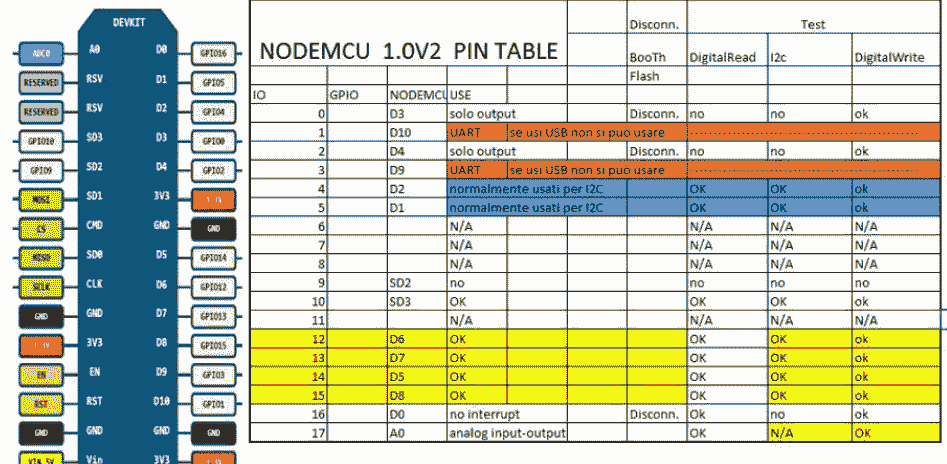 DEVKIT
ADC0 A0 D0 GPIO16
RESERVED RSV D1 GPIO5
RESERVED RSV D2 GPIO4
GPIO10 SD3 D3 GPIO0
GPIO9 SD2 D4 GPIO2
SD1 3V3
CS CMD GND GND
SD0 D5 GPIO14
SCLK CLK D6 GPIO12
GND GND D7 GPIO13
3V3 D8 GPIO15
EN EN D9 GPIO3
RST RST D10 GPIO1
GND GND GND GND
VIN 5V Vin 3V3
NODEMCU 1.0V2 PIN TABLE
Disconn. Test
BooTh DigitalRead I2c DigitalWrite
Flash
IO GPIO NODEMCU USE
0 D3 solo output Disconn. no no ok
1 D10 UART se usi USB non si puo usare
2 D4 solo output Disconn. no no ok
3 D9 UART se usi USB non si puo usare
4 D2 normalmente usati per I2C OK OK ok
5 D1 normalmente usati per I2C OK OK ok
6 N/A N/A N/A N/A
7 N/A N/A N/A N/A
8 N/A N/A N/A N/A
9 SD2 no no no no
10 SD3 OK OK OK ok
11 N/A N/A N/A N/A
12 D6 OK OK OK ok
13 D7 OK OK OK ok
14 D5 OK OK OK ok
15 D8 OK OK OK ok
16 D0 no interrupt Disconn. Ok no ok
17 A0 analog input-output OK N/A OK